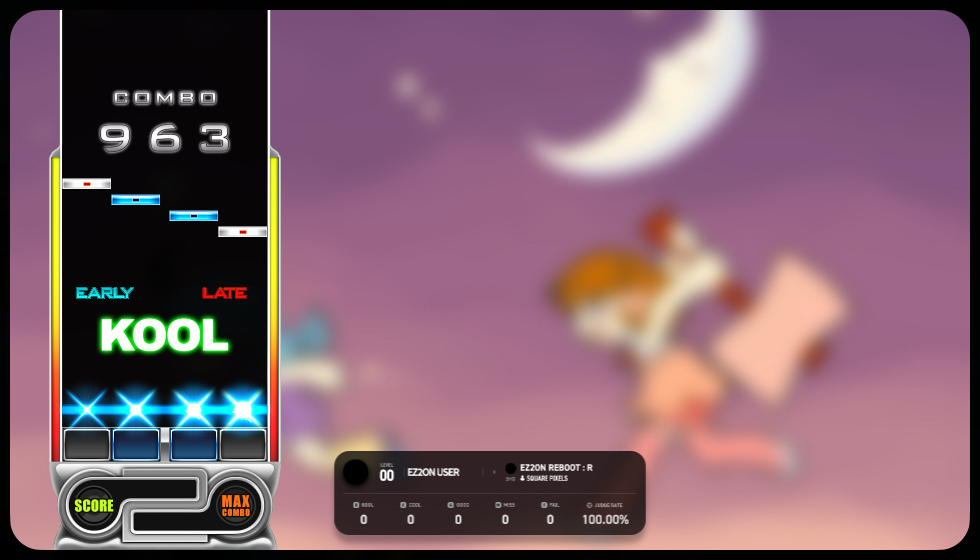 COMBO
963
EARLY LATE
KOOL
SCORE
MAX
COMBO
LEVEL
00 EZ2ON USER
EZ2ON REBOOT : R
SQUARE PIXELS
KOOL COOL GOOD MISS FAIL JUDGE RATE
0 0 0 0 0 100.00%